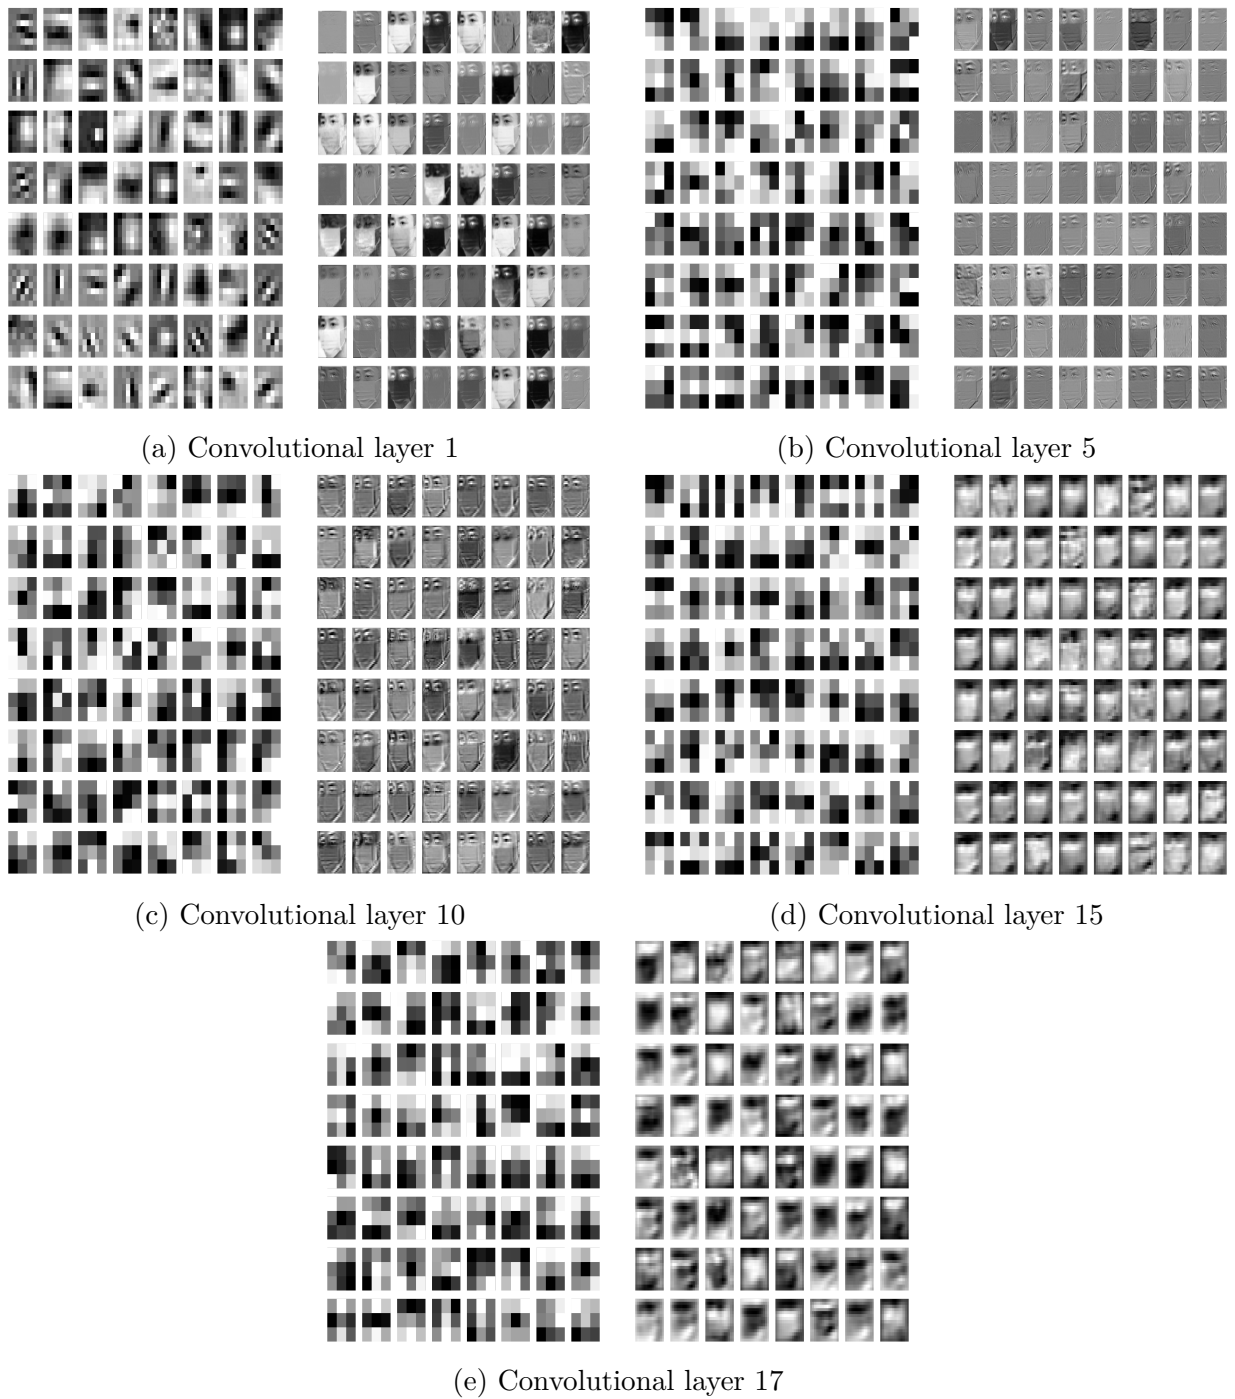 (a) Convolutional layer 1
(b) Convolutional layer 5
(c) Convolutional layer 10
(d) Convolutional layer 15
(e) Convolutional layer 17